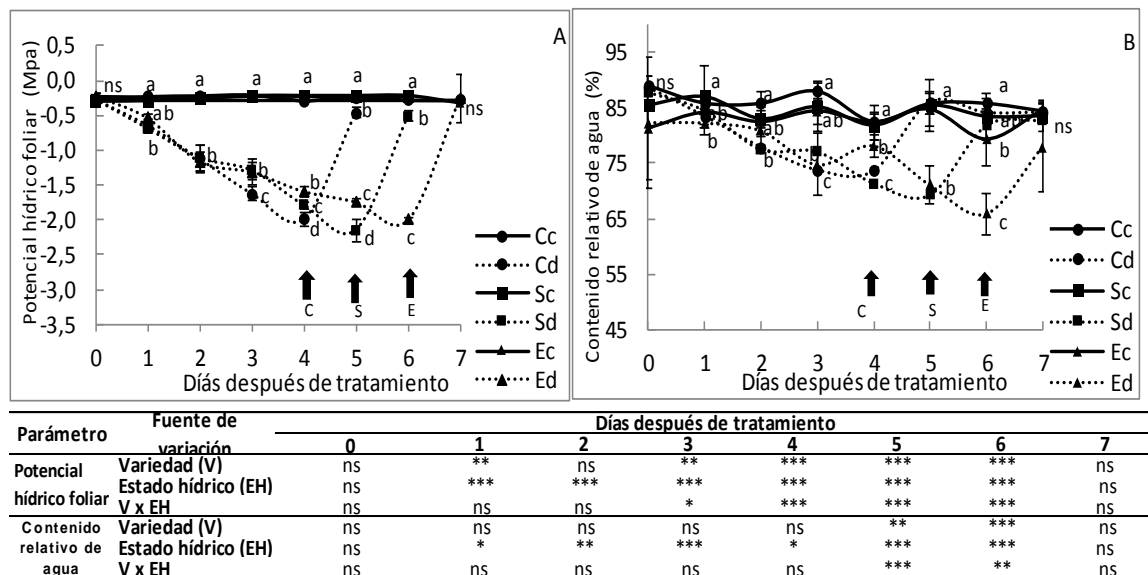 A
Potencial hídrico foliar (Mpa)
0,5
0,0
-0,5
-1,0
-1,5
-2,0
-2,5
-3,0
-3,5
ns a a a a a a ns
ab
b b b b b b
c c c c
d d
C S E
Cc
Cd
Sc
Sd
Ec
Ed
0 1 2 3 4 5 6 7
Díás después de tratamiento
B
Contenido relativo de agua (%)
95
85
75
65
55
45
ns a a a a a a ns
ab ab ab
b b b b b
c c c
C S E
Cc
Cd
Sc
Sd
Ec
Ed
0 1 2 3 4 5 6 7
Días después de tratamiento
Parámetro Fuente de variación Días después de tratamiento
0 1 2 3 4 5 6 7
Potencial hídrico foliar
Variedad (V) ns ** ns ** *** *** *** ns
Estado hídrico (EH) ns *** *** *** *** *** *** ns
V x EH ns ns ns * *** *** *** ns
Contenido relativo de agua
Variedad (V) ns ns ns ns ns ** *** ns
Estado hídrico (EH) ns * ** *** * *** *** ns
V x EH ns ns ns ns ns *** ** ns